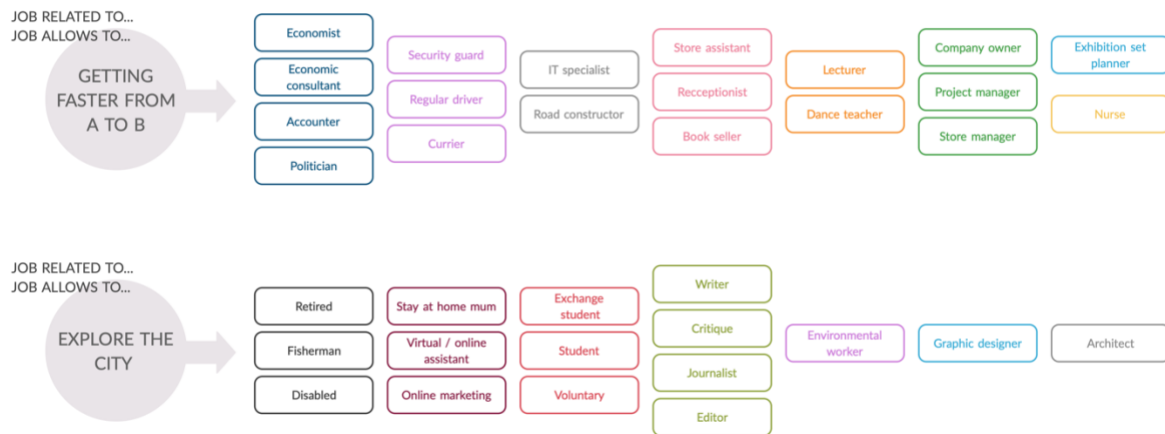 JOB RELATED TO...
JOB ALLOWS TO...
GETTING
FASTER FROM
A TO B
Economist
Economic
consultant
Accounter
Politician
Security guard
Regular driver
Currier
IT specialist
Road constructor
Store assistant
Recceptionist
Book seller
Lecturer
Dance teacher
Company owner
Project manager
Store manager
Exhibition set
planner
Nurse
JOB RELATED TO...
JOB ALLOWS TO...
EXPLORE THE
CITY
Retired
Fisherman
Disabled
Stay at home mum
Virtual / online
assistant
Online marketing
Exchange
student
Student
Voluntary
Writer
Critique
Journalist
Editor
Environmental
worker
Graphic designer
Architect